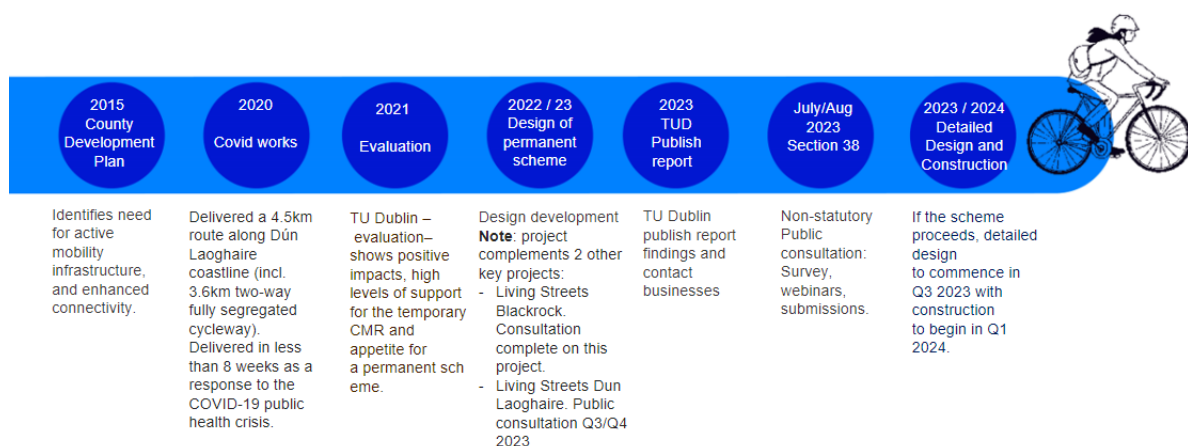 2015
County
Development
Plan
2020
Covid works
2021
Evaluation
2022 / 23
Design of
permanent
scheme
2023
TUD
Publish
report
July/Aug
2023
Section 38
2023 / 2024
Detailed
Design and
Construction
Identifies need
for active
mobility
infrastructure,
and enhanced
connectivity.
Delivered a 4.5km
route along Dún
Laoghaire
coastline (incl.
3.6km two-way
fully segregated
cycleway).
Delivered in less
than 8 weeks as a
response to the
COVID-19 public
health crisis.
TU Dublin –
evaluation–
shows positive
impacts, high
levels of support
for the temporary
CMR and
appetite for
a permanent sch
eme.
Design development
Note: project
complements 2 other
key projects:
- Living Streets
Blackrock.
Consultation
complete on this
project.
- Living Streets Dun
Laoghaire. Public
consultation Q3/Q4
2023
TU Dublin
publish report
findings and
contact
businesses
Non-statutory
Public
consultation:
Survey,
webinars,
submissions.
If the scheme
proceeds, detailed
design
to commence in
Q3 2023 with
construction
to begin in Q1
2024.